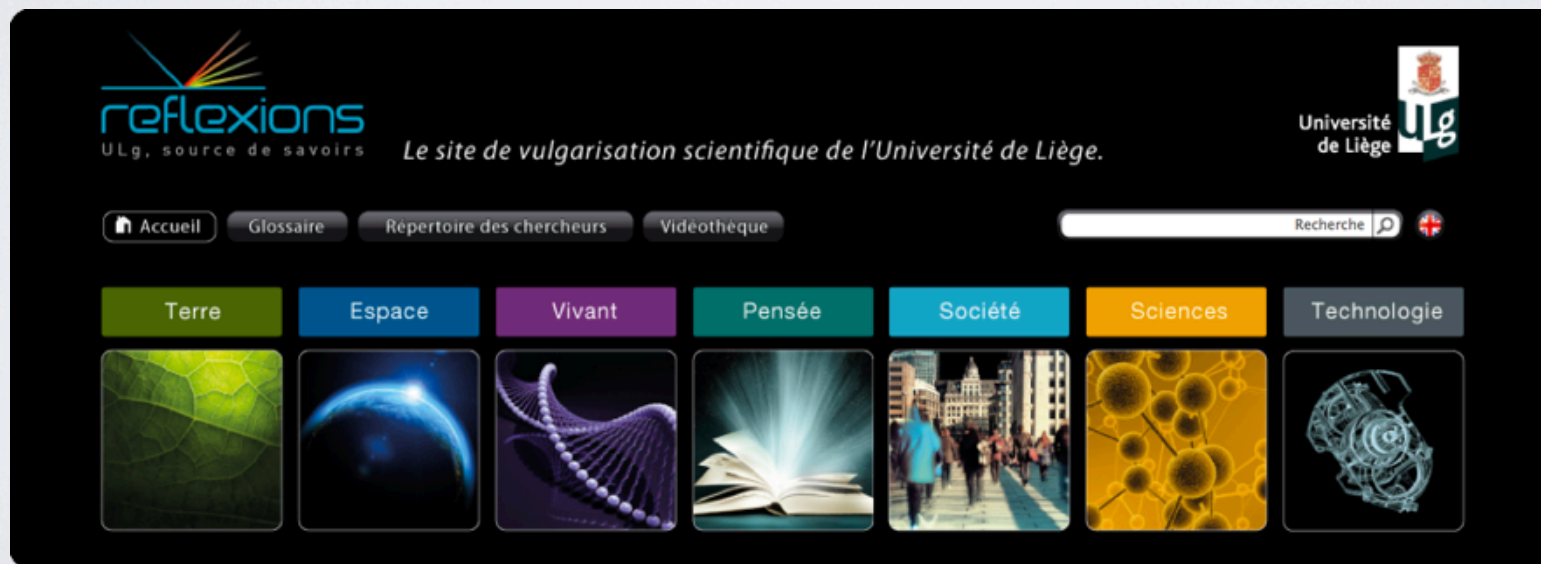 reflexions
ULg, source de savoirs
Le site de vulgarisation scientifique de l'Université de Liège.
Université
de Liège
ULg
Accueil
Glossaire
Répertoire des chercheurs
Vidéothèque
Recherche
Terre
Espace
Vivant
Pensée
Société
Sciences
Technologie